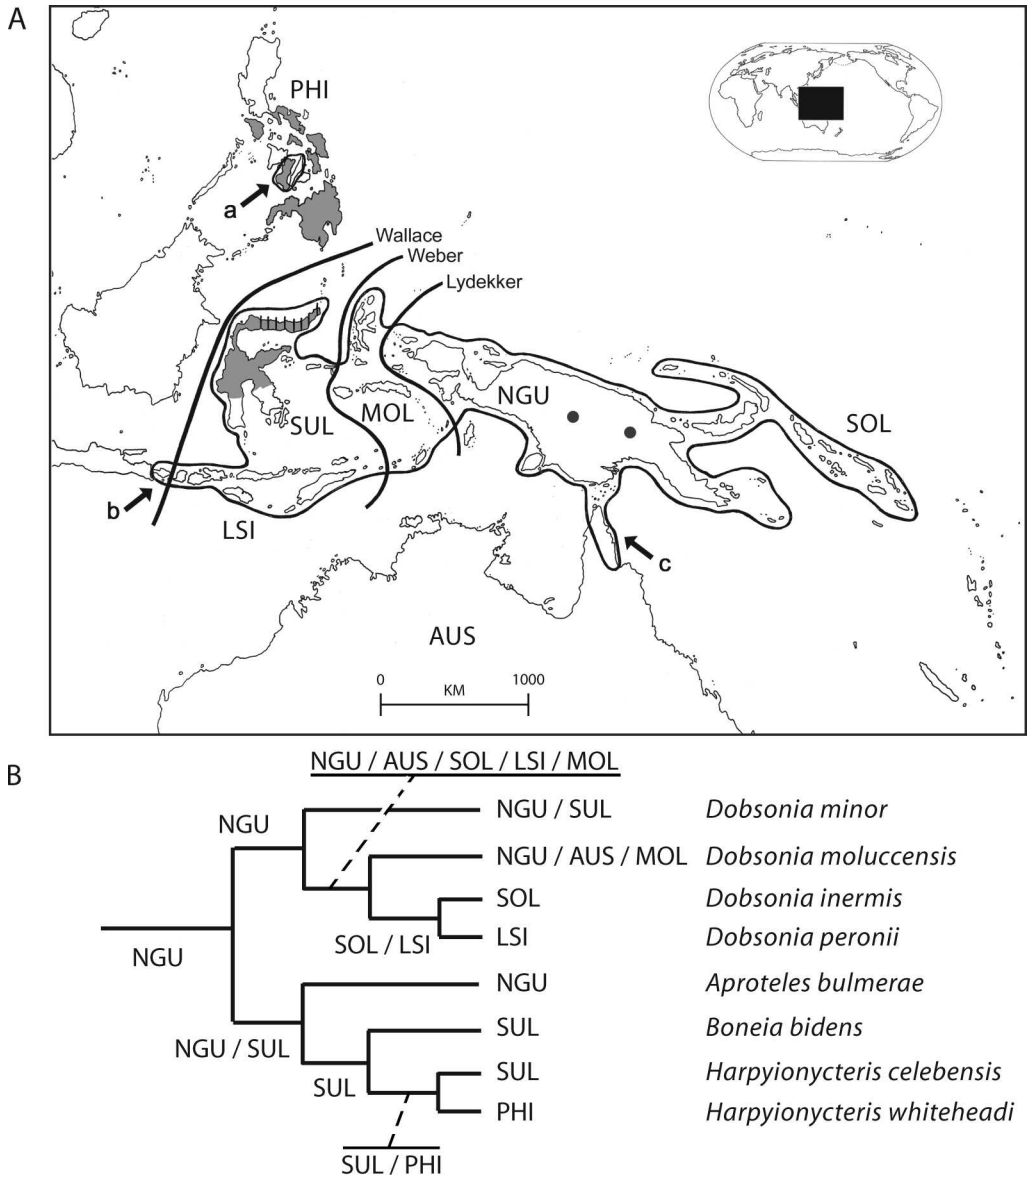 A
PHI
a
Wallace
Weber
Lydekker
NGU
MOL
SUL
SOL
b
LSI
c
AUS
0 1000
KM
B
NGU / AUS / SOL / LSI / MOL
NGU
NGU / SUL Dobsonia minor
NGU / AUS / MOL Dobsonia moluccensis
SOL Dobsonia inermis
SOL / LSI
LSI Dobsonia peronii
NGU
NGU Aproteles bulmerae
SUL Boneia bidens
NGU / SUL
SUL
SUL Harpyionycteris celebensis
PHI Harpyionycteris whiteheadi
SUL / PHI